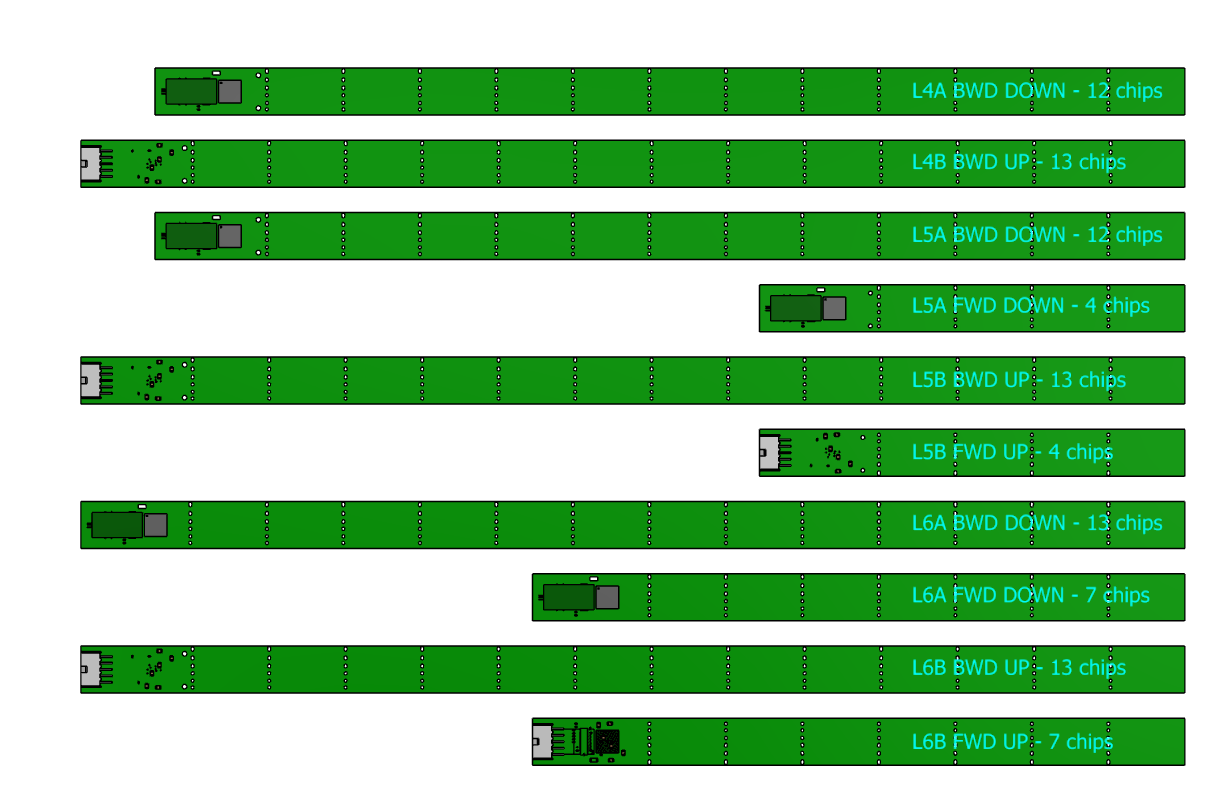 L4A BWD DOWN - 12 chips
L4B BWD UP - 13 chips
L5A BWD DOWN - 12 chips
L5A FWD DOWN - 4 chips
L5B BWD UP - 13 chips
L5B FWD UP - 4 chips
L6A BWD DOWN - 13 chips
L6A FWD DOWN - 7 chips
L6B BWD UP - 13 chips
L6B FWD UP - 7 chips